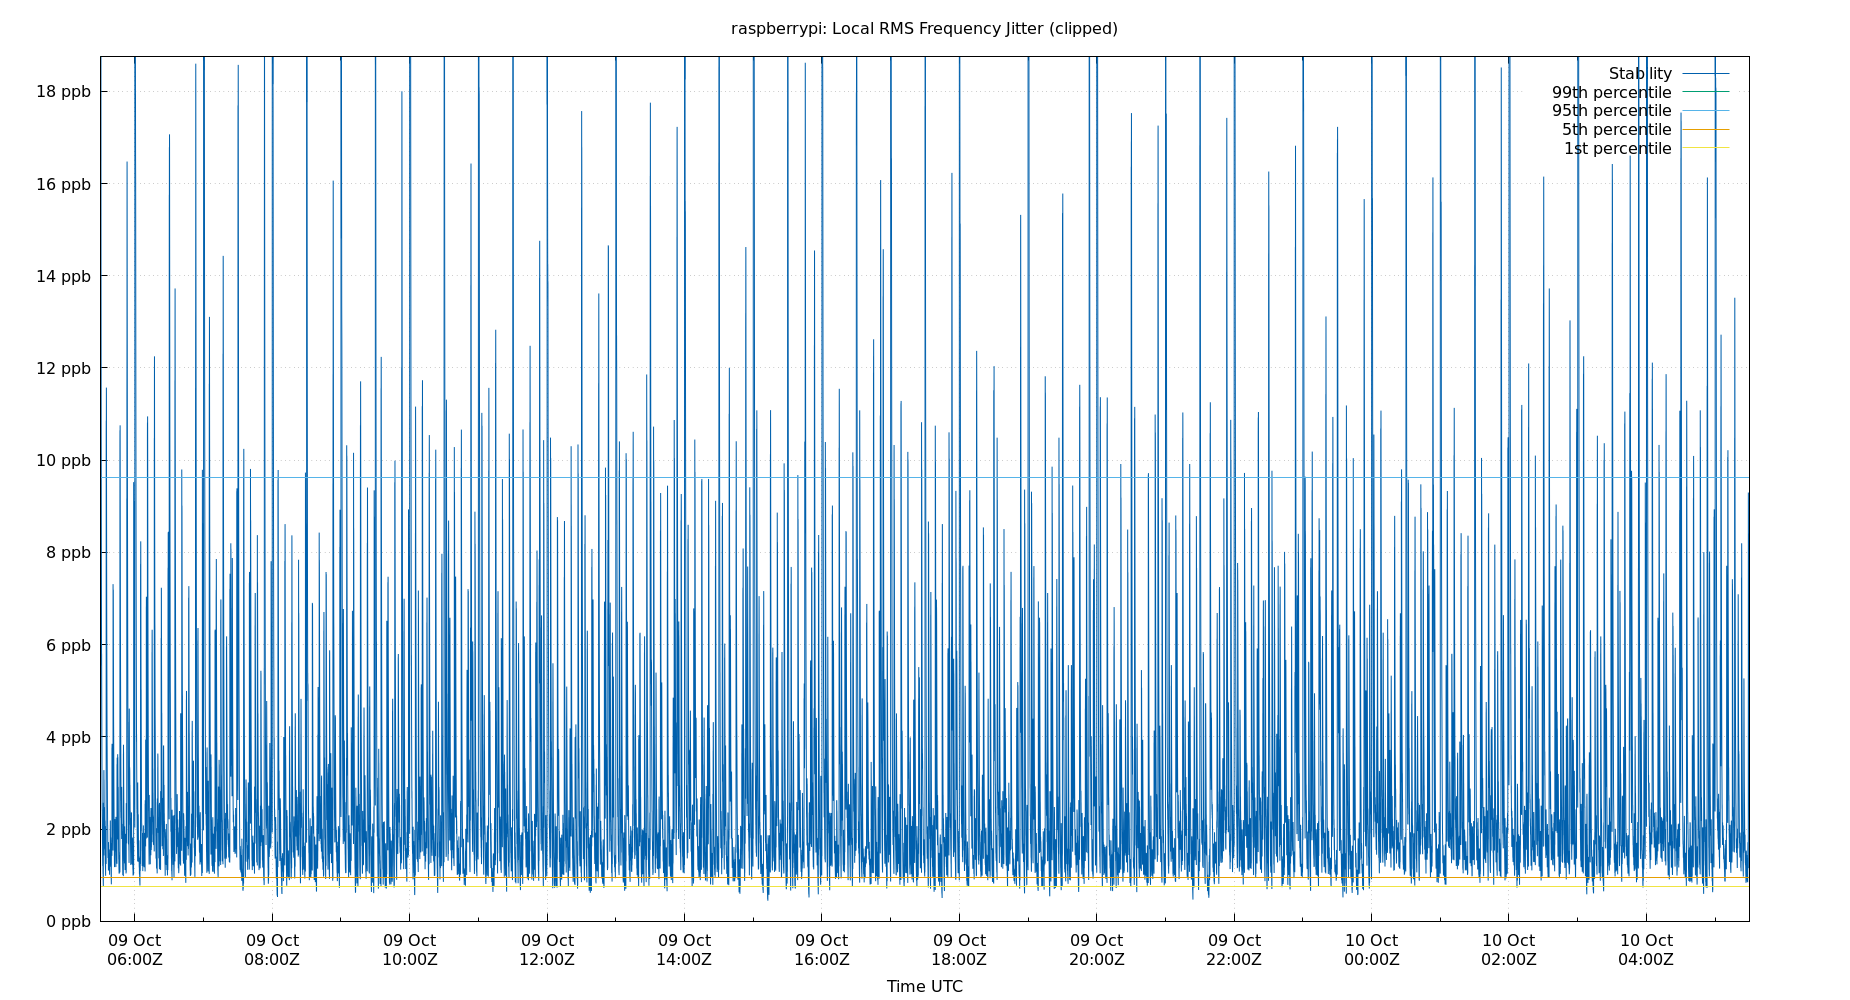 raspberrypi: Local RMS Frequency Jitter (clipped)
Stability
99th percentile
95th percentile
5th percentile
1st percentile
18 ppb
16 ppb
14 ppb
12 ppb
10 ppb
8 ppb
6 ppb
4 ppb
2 ppb
0 ppb
09 Oct 09 Oct 09 Oct 09 Oct 09 Oct 09 Oct 09 Oct 09 Oct 09 Oct 10 Oct 10 Oct 10 Oct
06:00Z 08:00Z 10:00Z 12:00Z 14:00Z 16:00Z 18:00Z 20:00Z 22:00Z 00:00Z 02:00Z 04:00Z
Time UTC